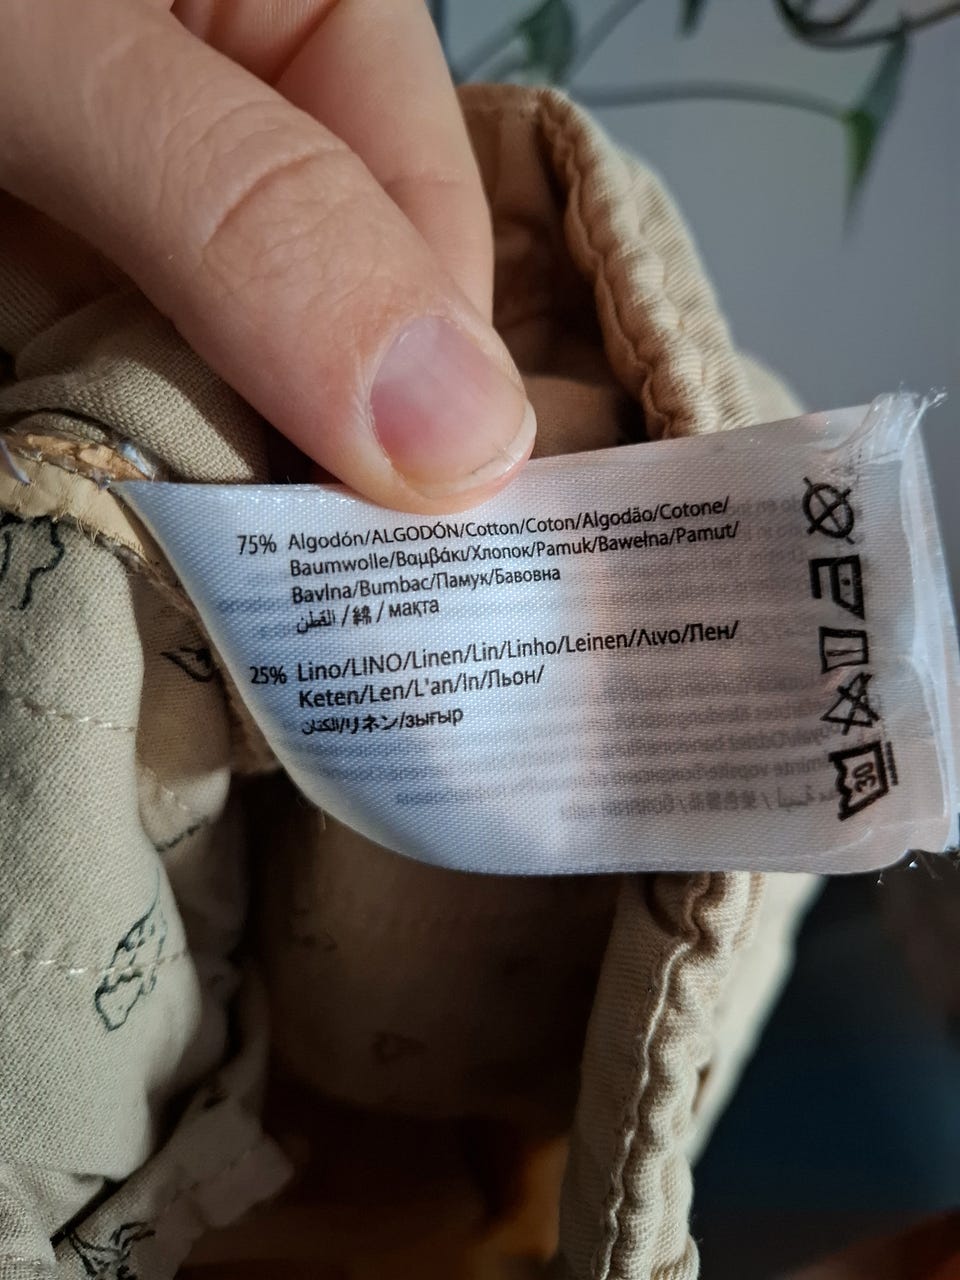 75% Algodón/ALGODÓN/Cotton/Coton/Algodão/Cotone/
Baumwolle/Βαμβάκι/Хлопок/Pamuk/Bawełna/Pamut/
Bavlna/Bumbac/Памук/Бавовна
القطن / 綿 / мақта
25% Lino/LINO/Linen/Lin/Linho/Leinen/Λινο/Лен/
Keten/Len/L'an/In/Льон/
الكتان/リネン/зығыр
30